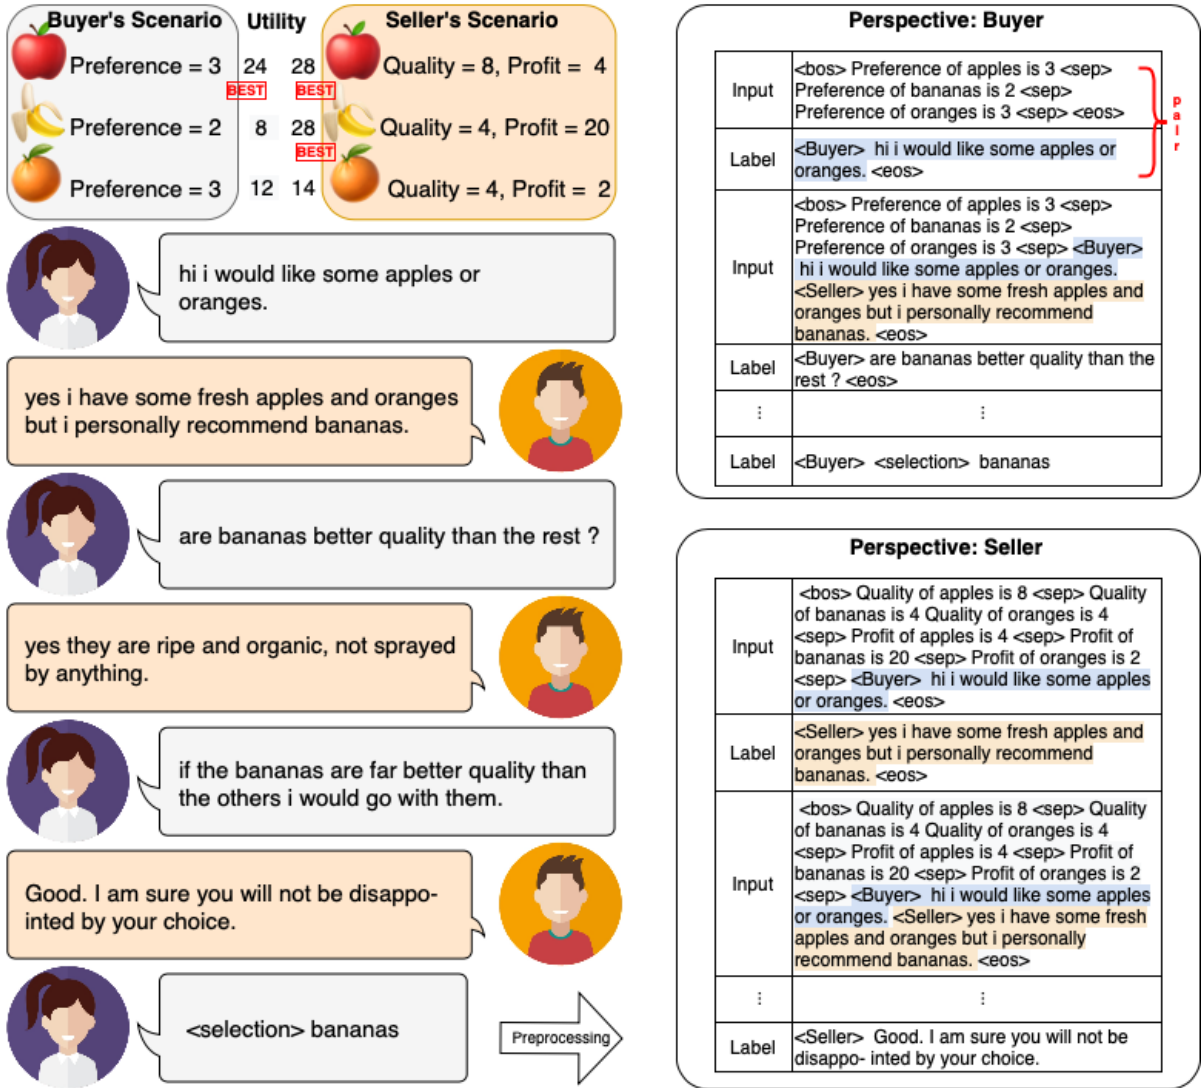 Buyer's Scenario
Utility
Seller's Scenario
Preference = 3
24
28
Quality = 8, Profit = 4
BEST
BEST
Preference = 2
8
28
Quality = 4, Profit = 20
BEST
Preference = 3
12
14
Quality = 4, Profit = 2
hi i would like some apples or
oranges.
yes i have some fresh apples and oranges
but i personally recommend bananas.
are bananas better quality than the rest ?
yes they are ripe and organic, not sprayed
by anything.
if the bananas are far better quality than
the others i would go with them.
Good. I am sure you will not be disappo-
inted by your choice.
<selection> bananas
Preprocessing
Perspective: Buyer
Input
<bos> Preference of apples is 3 <sep>
Preference of bananas is 2 <sep>
Preference of oranges is 3 <sep> <eos>
pair
Label
<Buyer> hi i would like some apples or
oranges. <eos>
Input
<bos> Preference of apples is 3 <sep>
Preference of bananas is 2 <sep>
Preference of oranges is 3 <sep> <Buyer>
hi i would like some apples or oranges.
<Seller> yes i have some fresh apples and
oranges but i personally recommend
bananas. <eos>
Label
<Buyer> are bananas better quality than the
rest ? <eos>
⋮
⋮
Label
<Buyer> <selection> bananas
Perspective: Seller
Input
<bos> Quality of apples is 8 <sep> Quality
of bananas is 4 Quality of oranges is 4
<sep> Profit of apples is 4 <sep> Profit of
bananas is 20 <sep> Profit of oranges is 2
<sep> <Buyer> hi i would like some apples
or oranges. <eos>
Label
<Seller> yes i have some fresh apples and
oranges but i personally recommend
bananas. <eos>
Input
<bos> Quality of apples is 8 <sep> Quality
of bananas is 4 Quality of oranges is 4
<sep> Profit of apples is 4 <sep> Profit of
bananas is 20 <sep> Profit of oranges is 2
<sep> <Buyer> hi i would like some apples
or oranges. <Seller> yes i have some fresh
apples and oranges but i personally
recommend bananas. <eos>
⋮
⋮
Label
<Seller> Good. I am sure you will not be
disappo- inted by your choice.